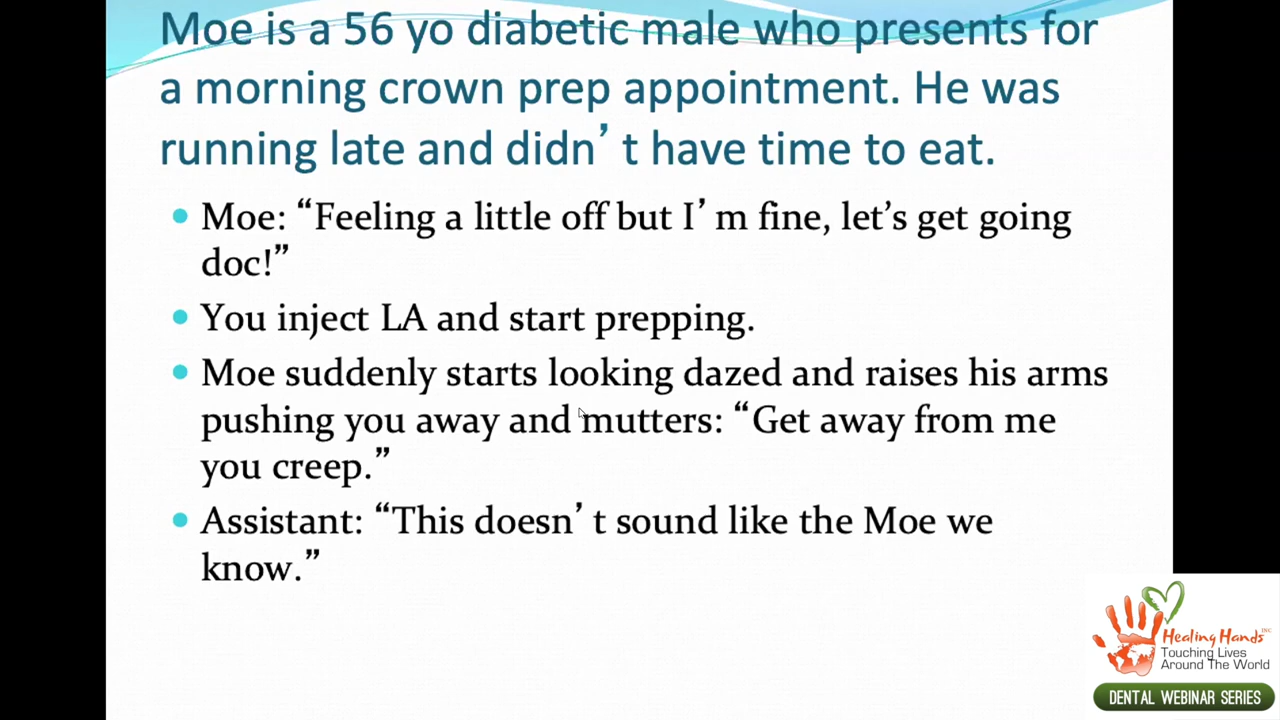 Moe is a 56 yo diabetic male who presents for
a morning crown prep appointment. He was
running late and didn’ t have time to eat.
• Moe: “Feeling a little off but I’ m fine, let’s get going
doc!”
• You inject LA and start prepping.
• Moe suddenly starts looking dazed and raises his arms
pushing you away and mutters: “Get away from me
you creep.”
• Assistant: “This doesn’ t sound like the Moe we
know.”
Healing Hands INC
Touching Lives
Around The World
DENTAL WEBINAR SERIES